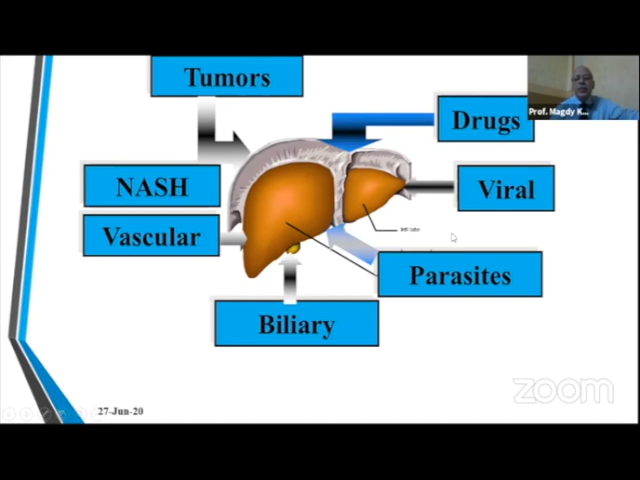 Tumors
Prof. Magdy K...
Drugs
NASH
Viral
Vascular
Parasites
Biliary
zoom
27-Jun-20